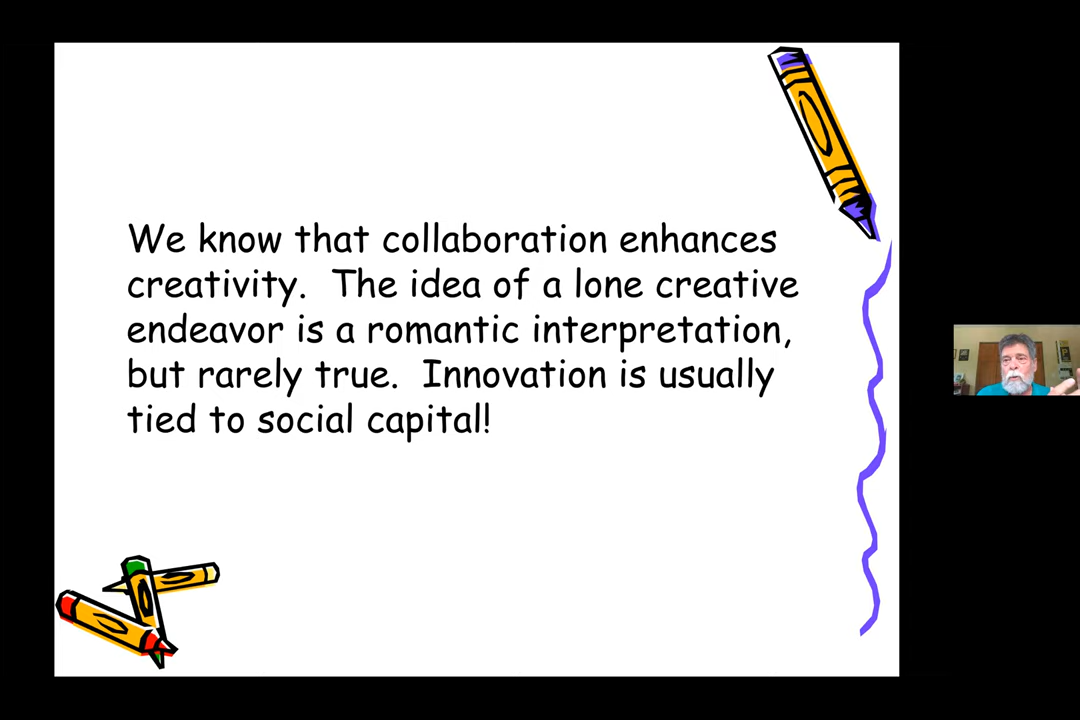 We know that collaboration enhances
creativity.  The idea of a lone creative
endeavor is a romantic interpretation,
but rarely true.  Innovation is usually
tied to social capital!